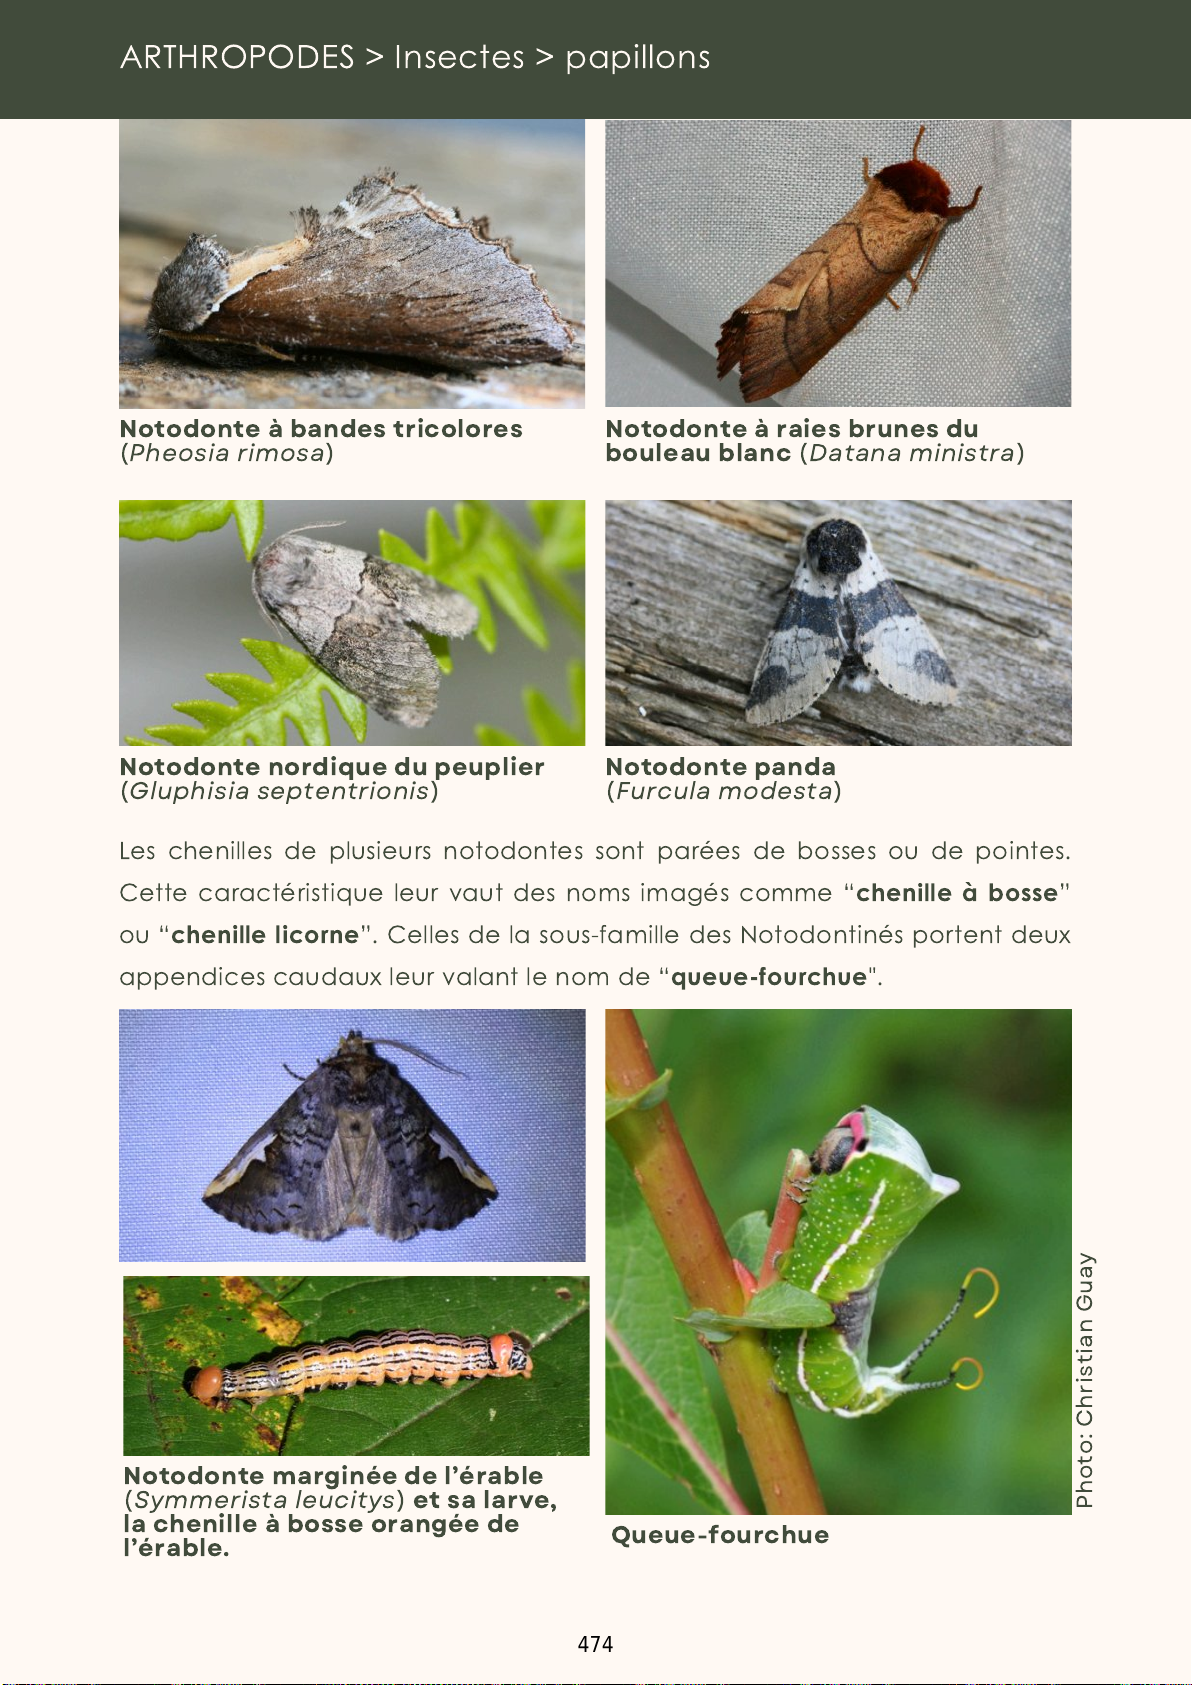 ARTHROPODES > Insectes > papillons
Notodonte à bandes tricolores
(Pheosia rimosa)
Notodonte à raies brunes du
bouleau blanc (Datana ministra)
Notodonte nordique du peuplier
(Gluphisia septentrionis)
Notodonte panda
(Furcula modesta)
Les chenilles de plusieurs notodontes sont parées de bosses ou de pointes.
Cette caractéristique leur vaut des noms imagés comme “chenille à bosse”
ou “chenille licorne”. Celles de la sous-famille des Notodontinés portent deux
appendices caudaux leur valant le nom de “queue-fourchue".
Notodonte marginée de l’érable
(Symmerista leucitys) et sa larve,
la chenille à bosse orangée de
l’érable.
Photo: Christian Guay
Queue-fourchue
474